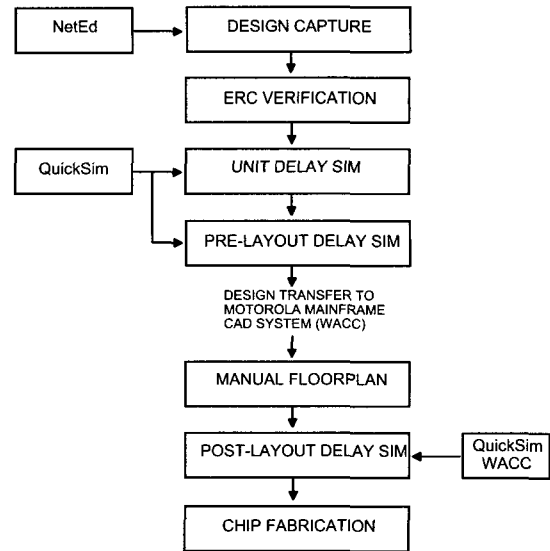 NetEd
DESIGN CAPTURE
ERC VERIFICATION
QuickSim
UNIT DELAY SIM
PRE-LAYOUT DELAY SIM
DESIGN TRANSFER TO
MOTOROLA MAINFRAME
CAD SYSTEM (WACC)
MANUAL FLOORPLAN
POST-LAYOUT DELAY SIM
QuickSim
WACC
CHIP FABRICATION